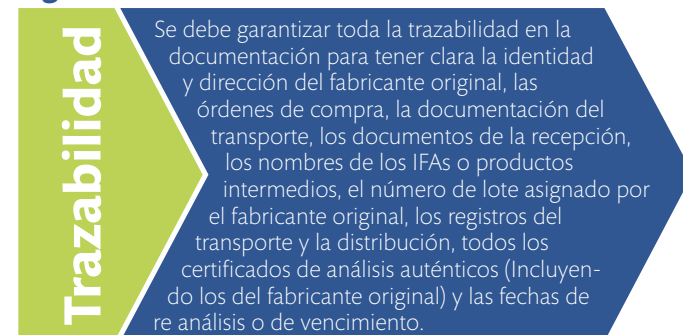 Trazabilidad
Se debe garantizar toda la trazabilidad en la
documentación para tener clara la identidad
y dirección del fabricante original, las
órdenes de compra, la documentación del
transporte, los documentos de la recepción,
los nombres de los IFAs o productos
intermedios, el número de lote asignado por
el fabricante original, los registros del
transporte y la distribución, todos los
certificados de análisis auténticos (Incluyen-
do los del fabricante original) y las fechas de
re análisis o de vencimiento.